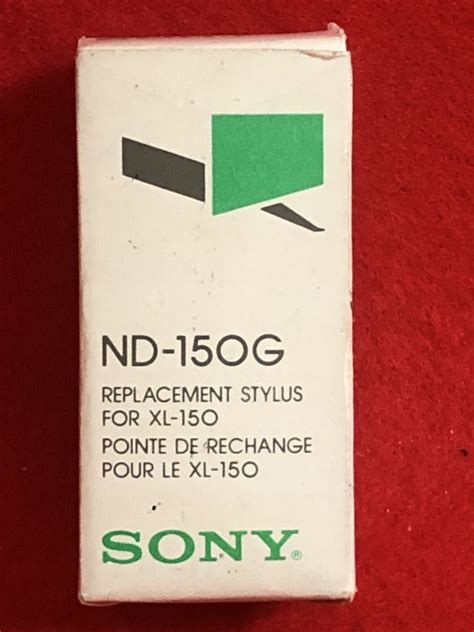 ND-150G
REPLACEMENT STYLUS
FOR XL-150
POINTE DE RECHANGE
POUR LE XL-150
SONY®